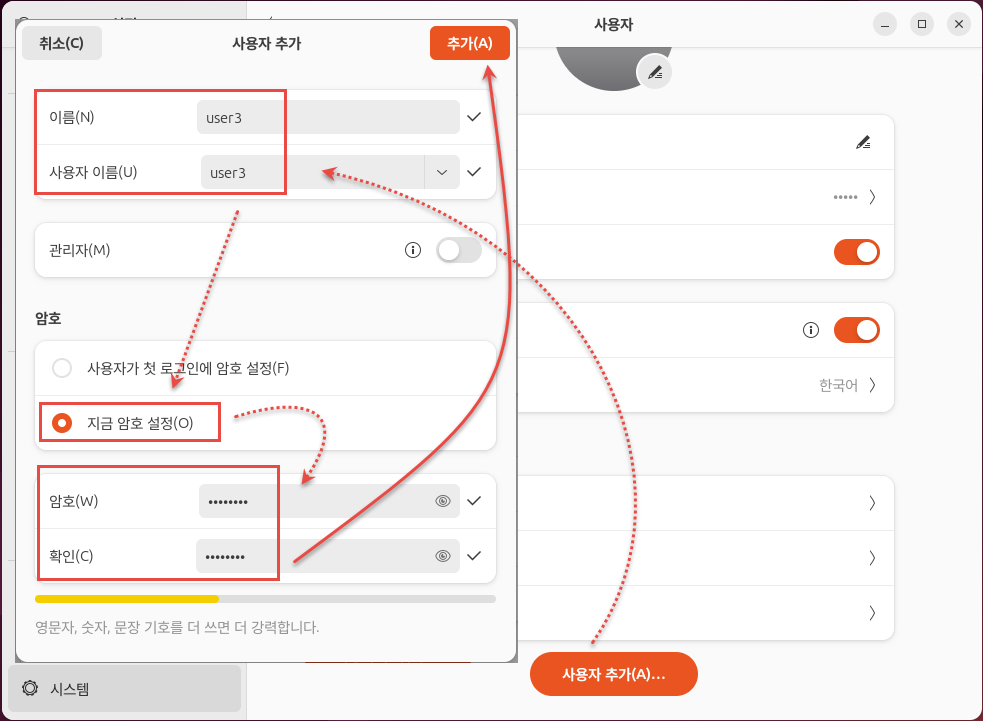 사용자
취소(C)
사용자 추가
추가(A)
이름(N)
user3
사용자 이름(U)
user3
관리자(M)
암호
사용자가 첫 로그인에 암호 설정(F)
지금 암호 설정(O)
암호(W)
••••••••
확인(C)
••••••••
영문자, 숫자, 문장 기호를 더 쓰면 더 강력합니다.
•••••
한국어
시스템
사용자 추가(A)...